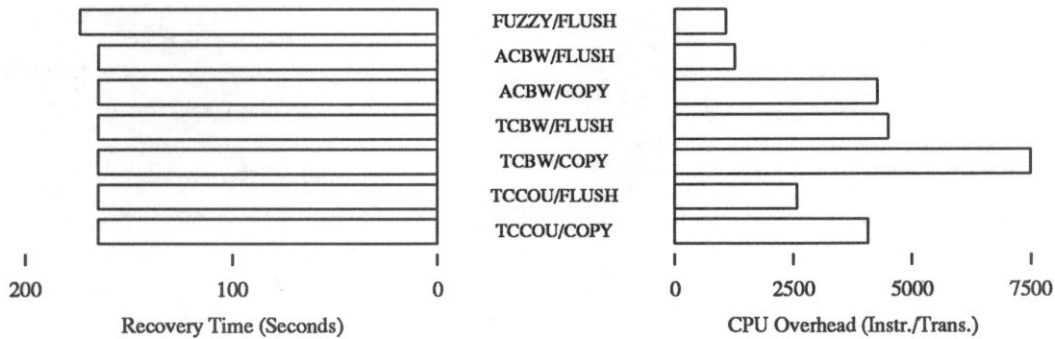 FUZZY/FLUSH
ACBW/FLUSH
ACBW/COPY
TCBW/FLUSH
TCBW/COPY
TCCOU/FLUSH
TCCOU/COPY
200 100 0 0 2500 5000 7500
Recovery Time (Seconds) CPU Overhead (Instr./Trans.)